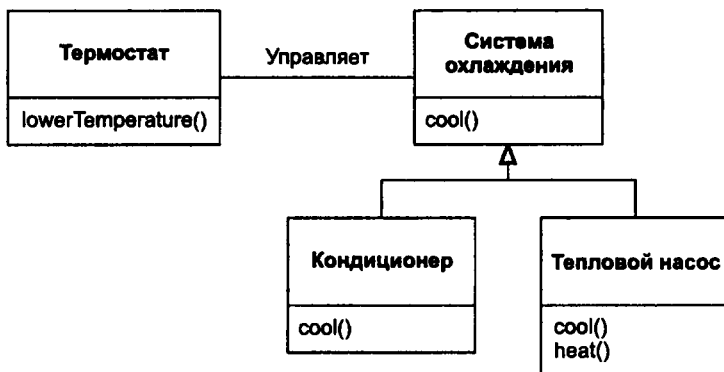 Термостат
lowerTemperature()
Управляет
Система
охлаждения
cool()
Кондиционер
cool()
Тепловой насос
cool()
heat()